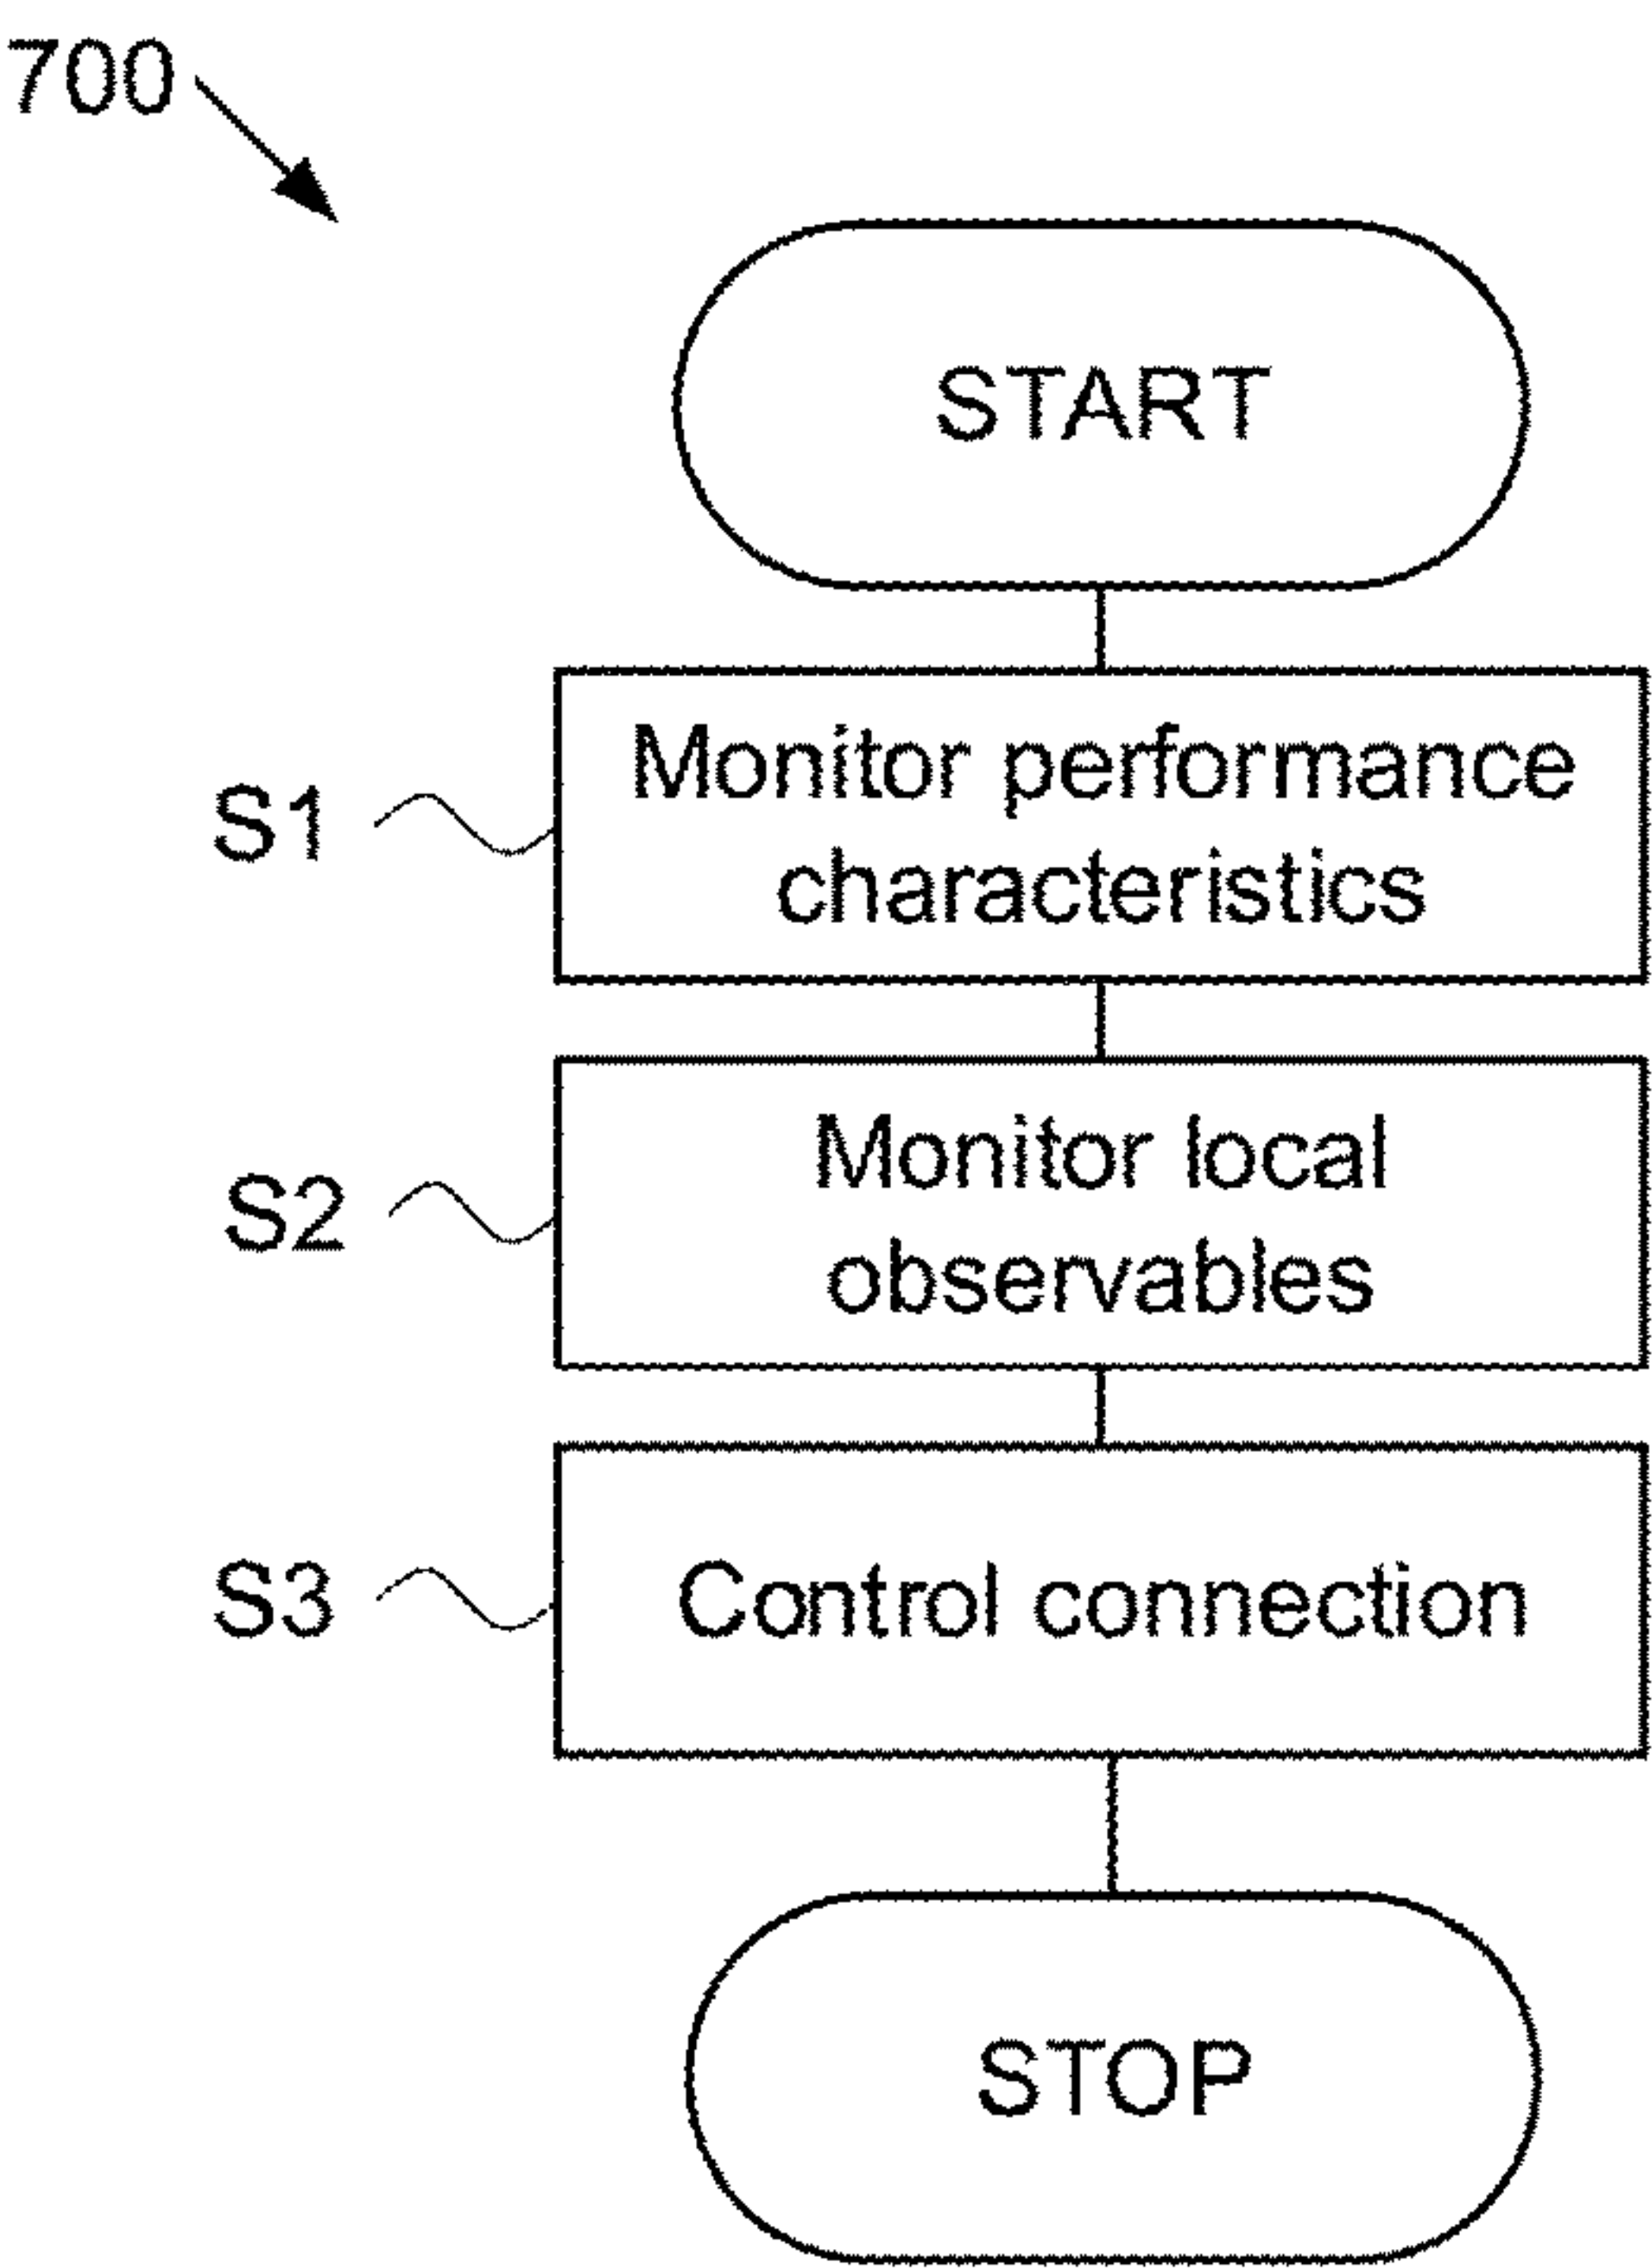 700
START
S1
Monitor performance
characteristics
S2
Monitor local
observables
S3
Control connection
STOP